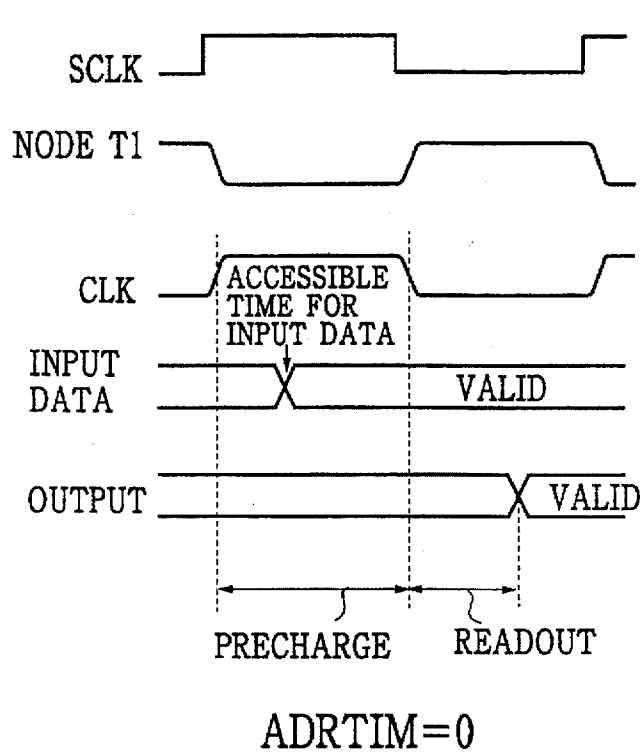 SCLK
NODE T1
CLK
ACCESSIBLE
TIME FOR
INPUT DATA
INPUT
DATA
VALID
OUTPUT
VALID
PRECHARGE
READOUT
ADRTIM=0